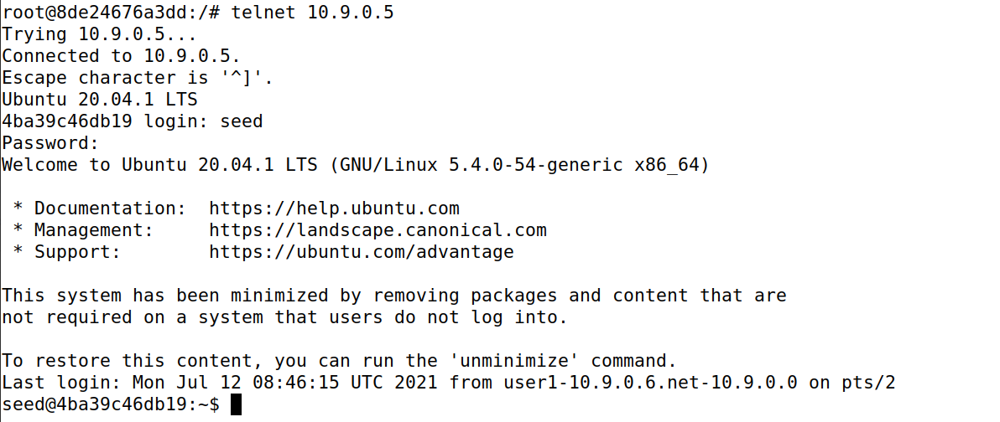 root@8de24676a3dd:/# telnet 10.9.0.5
Trying 10.9.0.5...
Connected to 10.9.0.5.
Escape character is '^]'.
Ubuntu 20.04.1 LTS
4ba39c46db19 login: seed
Password:
Welcome to Ubuntu 20.04.1 LTS (GNU/Linux 5.4.0-54-generic x86_64)

 * Documentation:  https://help.ubuntu.com
 * Management:     https://landscape.canonical.com
 * Support:        https://ubuntu.com/advantage

This system has been minimized by removing packages and content that are
not required on a system that users do not log into.

To restore this content, you can run the 'unminimize' command.
Last login: Mon Jul 12 08:46:15 UTC 2021 from user1-10.9.0.6.net-10.9.0.0 on pts/2
seed@4ba39c46db19:~$